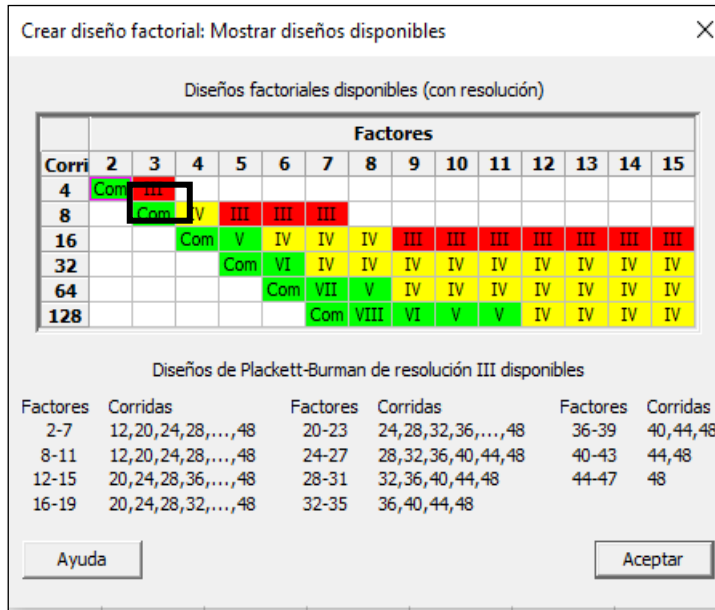 Crear diseño factorial: Mostrar diseños disponibles
Diseños factoriales disponibles (con resolución)
Factores
Corri 2 3 4 5 6 7 8 9 10 11 12 13 14 15
4 Com III
8 Com IV III III III
16 Com V IV IV IV III III III III III III III
32 Com VI IV IV IV IV IV IV IV IV IV
64 Com VII V IV IV IV IV IV IV IV
128 Com VIII VI V V IV IV IV IV
Diseños de Plackett-Burman de resolución III disponibles
Factores Corridas Factores Corridas Factores Corridas
2-7 12,20,24,28,...,48 20-23 24,28,32,36,...,48 36-39 40,44,48
8-11 12,20,24,28,...,48 24-27 28,32,36,40,44,48 40-43 44,48
12-15 20,24,28,36,...,48 28-31 32,36,40,44,48 44-47 48
16-19 20,24,28,32,...,48 32-35 36,40,44,48
Ayuda Aceptar